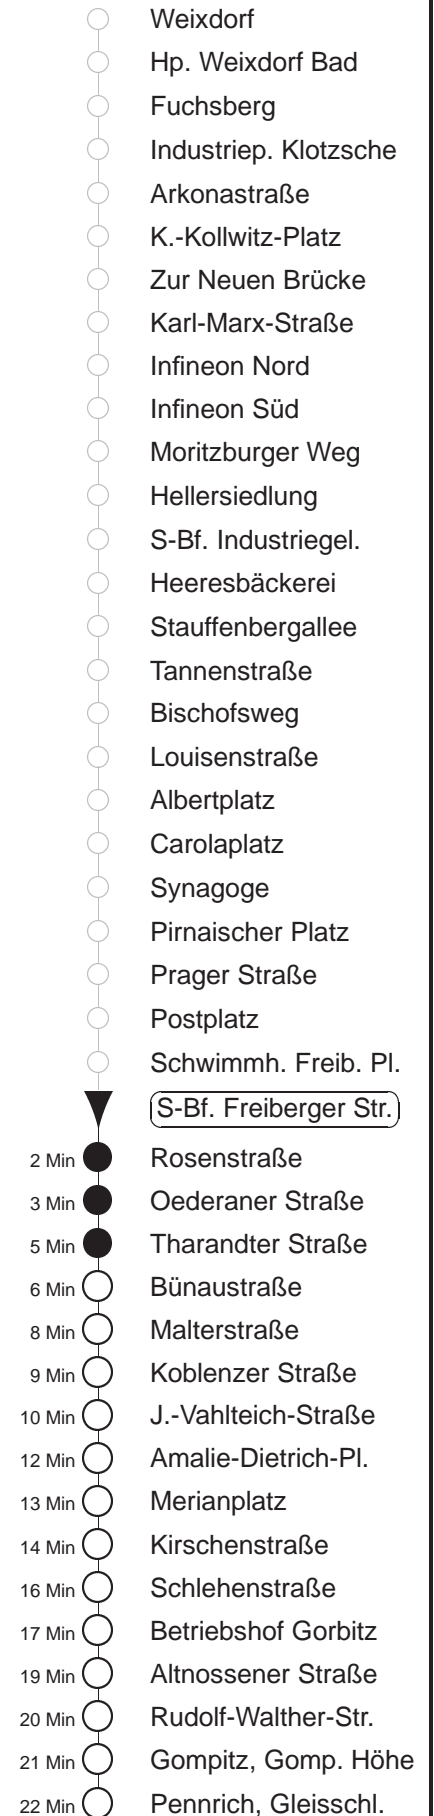 Weixdorf
Hp. Weixdorf Bad
Fuchsberg
Industriep. Klotzsche
Arkonastraße
K.-Kollwitz-Platz
Zur Neuen Brücke
Karl-Marx-Straße
Infineon Nord
Infineon Süd
Moritzburger Weg
Hellersiedlung
S-Bf. Industriegel.
Heeresbäckerei
Stauffenbergallee
Tannenstraße
Bischofsweg
Louisenstraße
Albertplatz
Carolaplatz
Synagoge
Pirnaischer Platz
Prager Straße
Postplatz
Schwimmh. Freib. Pl.
S-Bf. Freiberger Str.
2 Min Rosenstraße
3 Min Oederaner Straße
5 Min Tharandter Straße
6 Min Bünaustraße
8 Min Malterstraße
9 Min Koblenzer Straße
10 Min J.-Vahlteich-Straße
12 Min Amalie-Dietrich-Pl.
13 Min Merianplatz
14 Min Kirschenstraße
16 Min Schlehenstraße
17 Min Betriebshof Gorbitz
19 Min Altnossener Straße
20 Min Rudolf-Walther-Str.
21 Min Gompitz, Gomp. Höhe
22 Min Pennrich, Gleisschl.